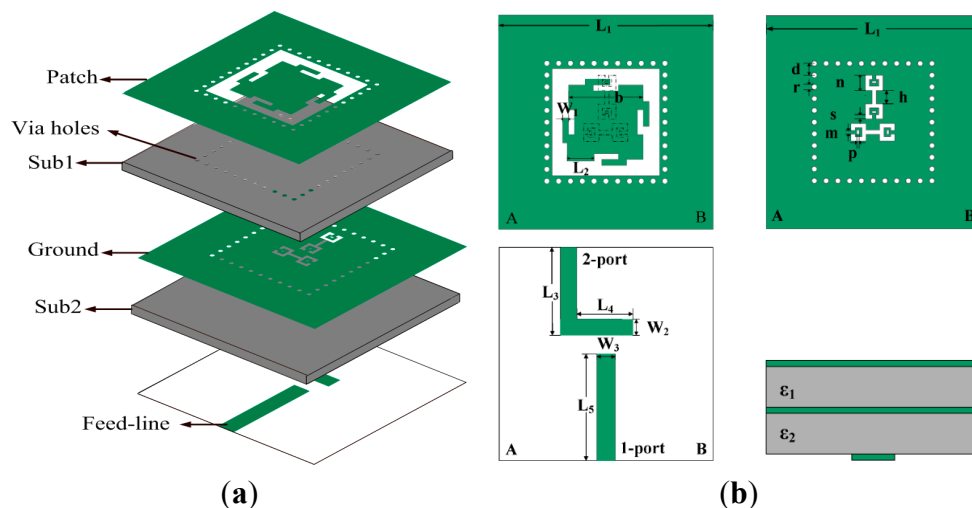 Patch
Via holes
Sub1
Ground
Sub2
Feed-line
(a)
L₁
b
W₁
L₂
A
B
L₁
d
r
n
h
s
m
p
A
B
2-port
L₃
L₄
W₂
W₃
L₅
1-port
A
B
ε₁
ε₂
(b)